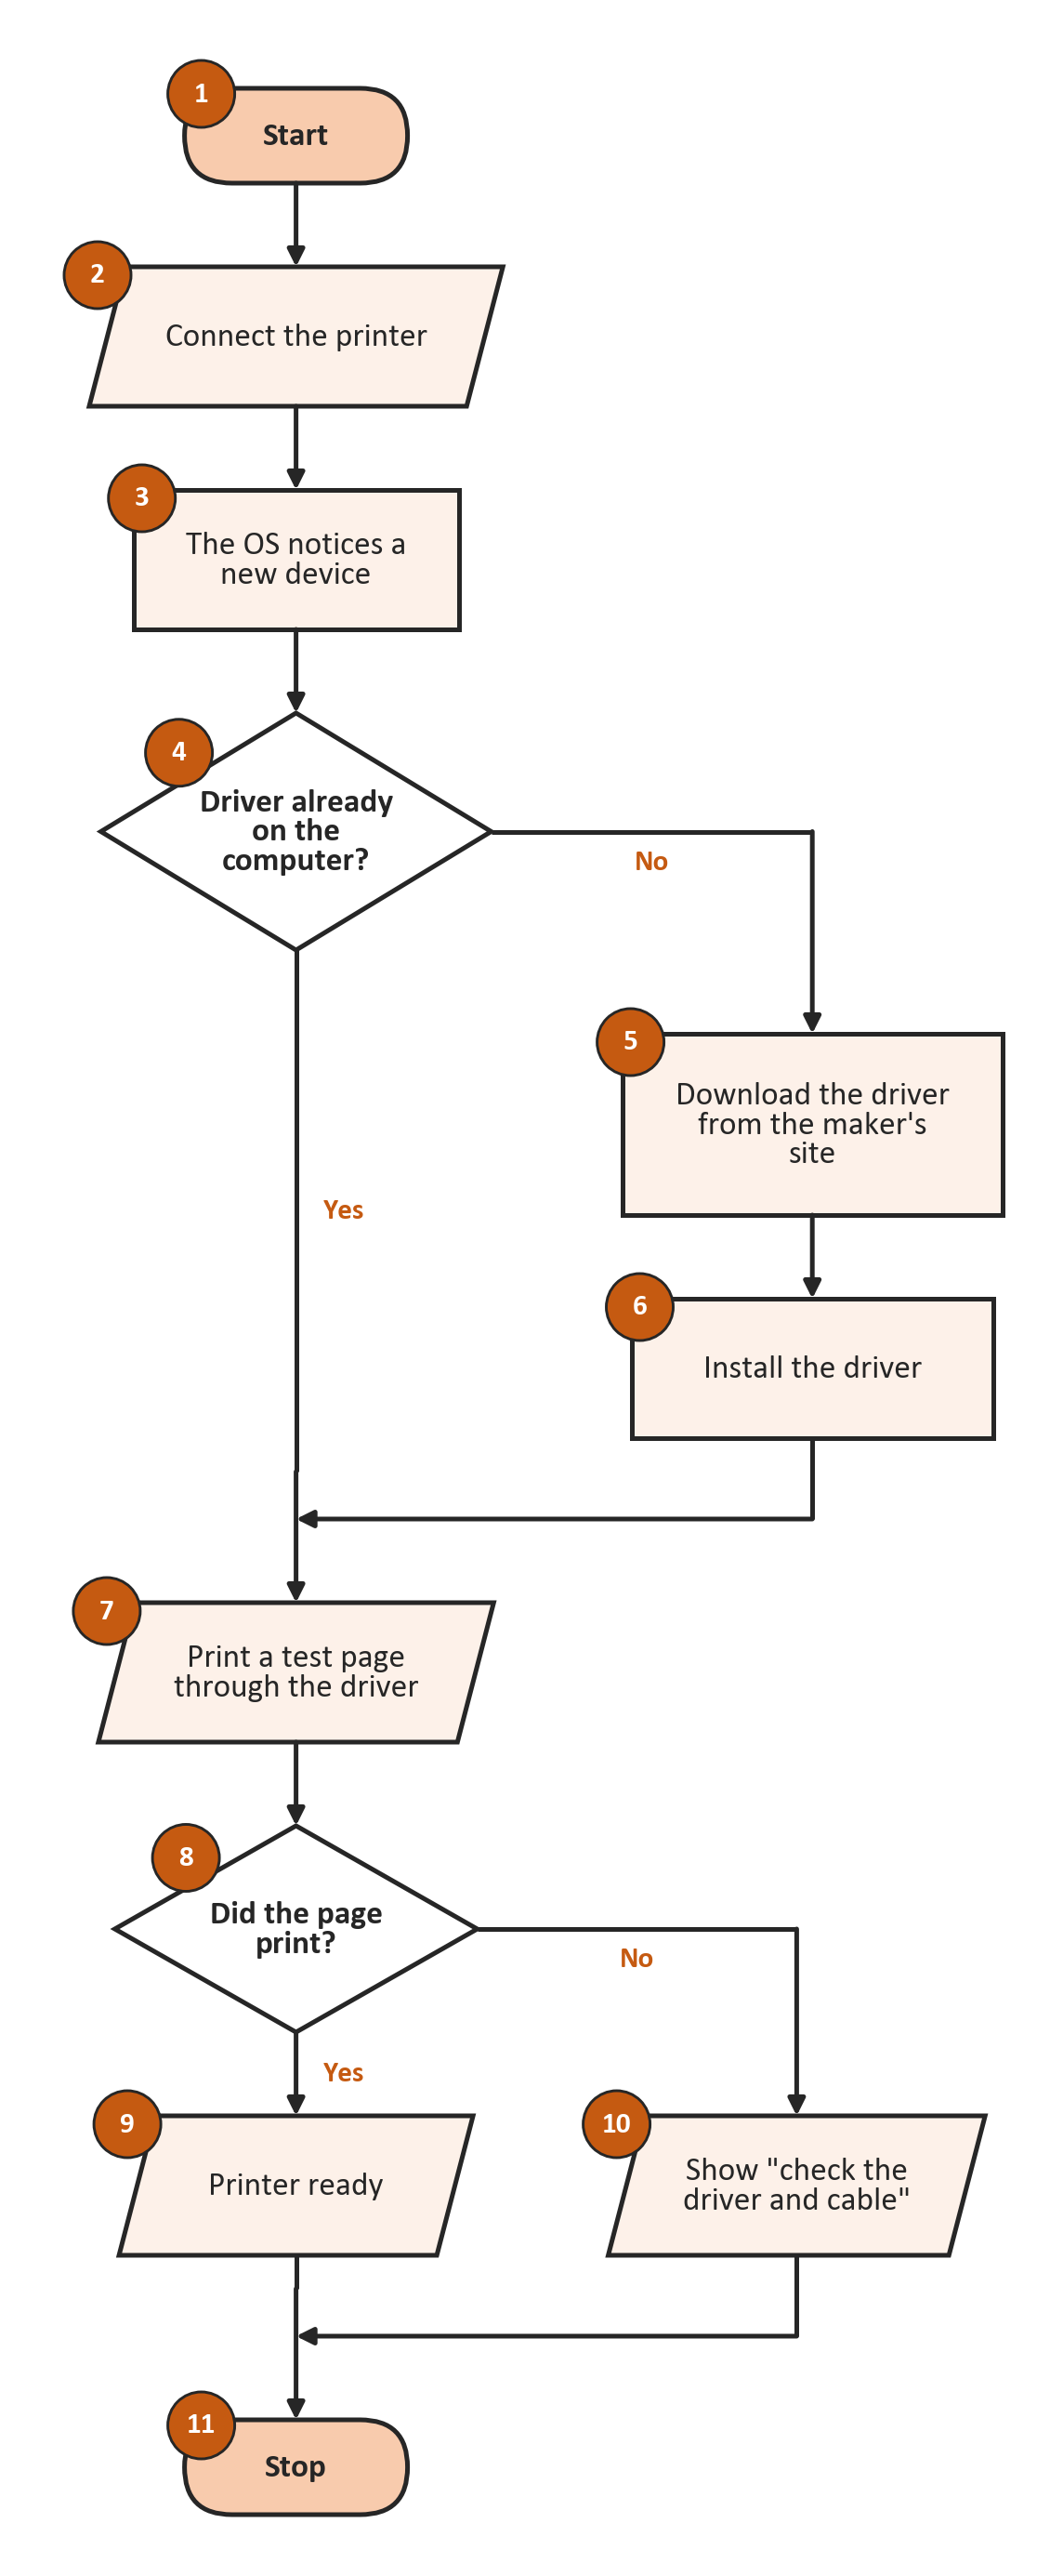 1
Start
2
Connect the printer
3
The OS notices a
new device
4
Driver already
on the
computer?
No
5
Download the driver
from the maker's
site
Yes
6
Install the driver
7
Print a test page
through the driver
8
Did the page
print?
No
Yes
9
Printer ready
10
Show "check the
driver and cable"
11
Stop